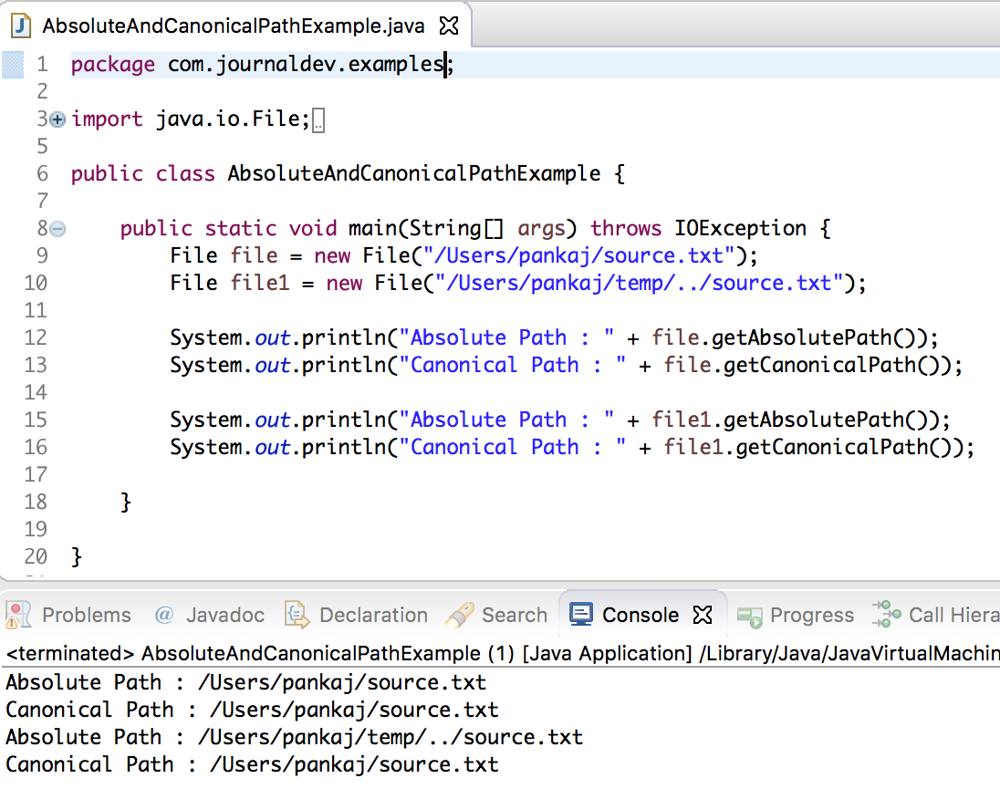 AbsoluteAndCanonicalPathExample.java
1 package com.journaldev.examples;
2
3 import java.io.File;
5
6 public class AbsoluteAndCanonicalPathExample {
7
8 public static void main(String[] args) throws IOException {
9 File file = new File("/Users/pankaj/source.txt");
10 File file1 = new File("/Users/pankaj/temp/../source.txt");
11
12 System.out.println("Absolute Path : " + file.getAbsolutePath());
13 System.out.println("Canonical Path : " + file.getCanonicalPath());
14
15 System.out.println("Absolute Path : " + file1.getAbsolutePath());
16 System.out.println("Canonical Path : " + file1.getCanonicalPath());
17
18 }
19
20 }
Problems @ Javadoc Declaration Search Console Progress Call Hiera
<terminated> AbsoluteAndCanonicalPathExample (1) [Java Application] /Library/Java/JavaVirtualMachin
Absolute Path : /Users/pankaj/source.txt
Canonical Path : /Users/pankaj/source.txt
Absolute Path : /Users/pankaj/temp/../source.txt
Canonical Path : /Users/pankaj/source.txt